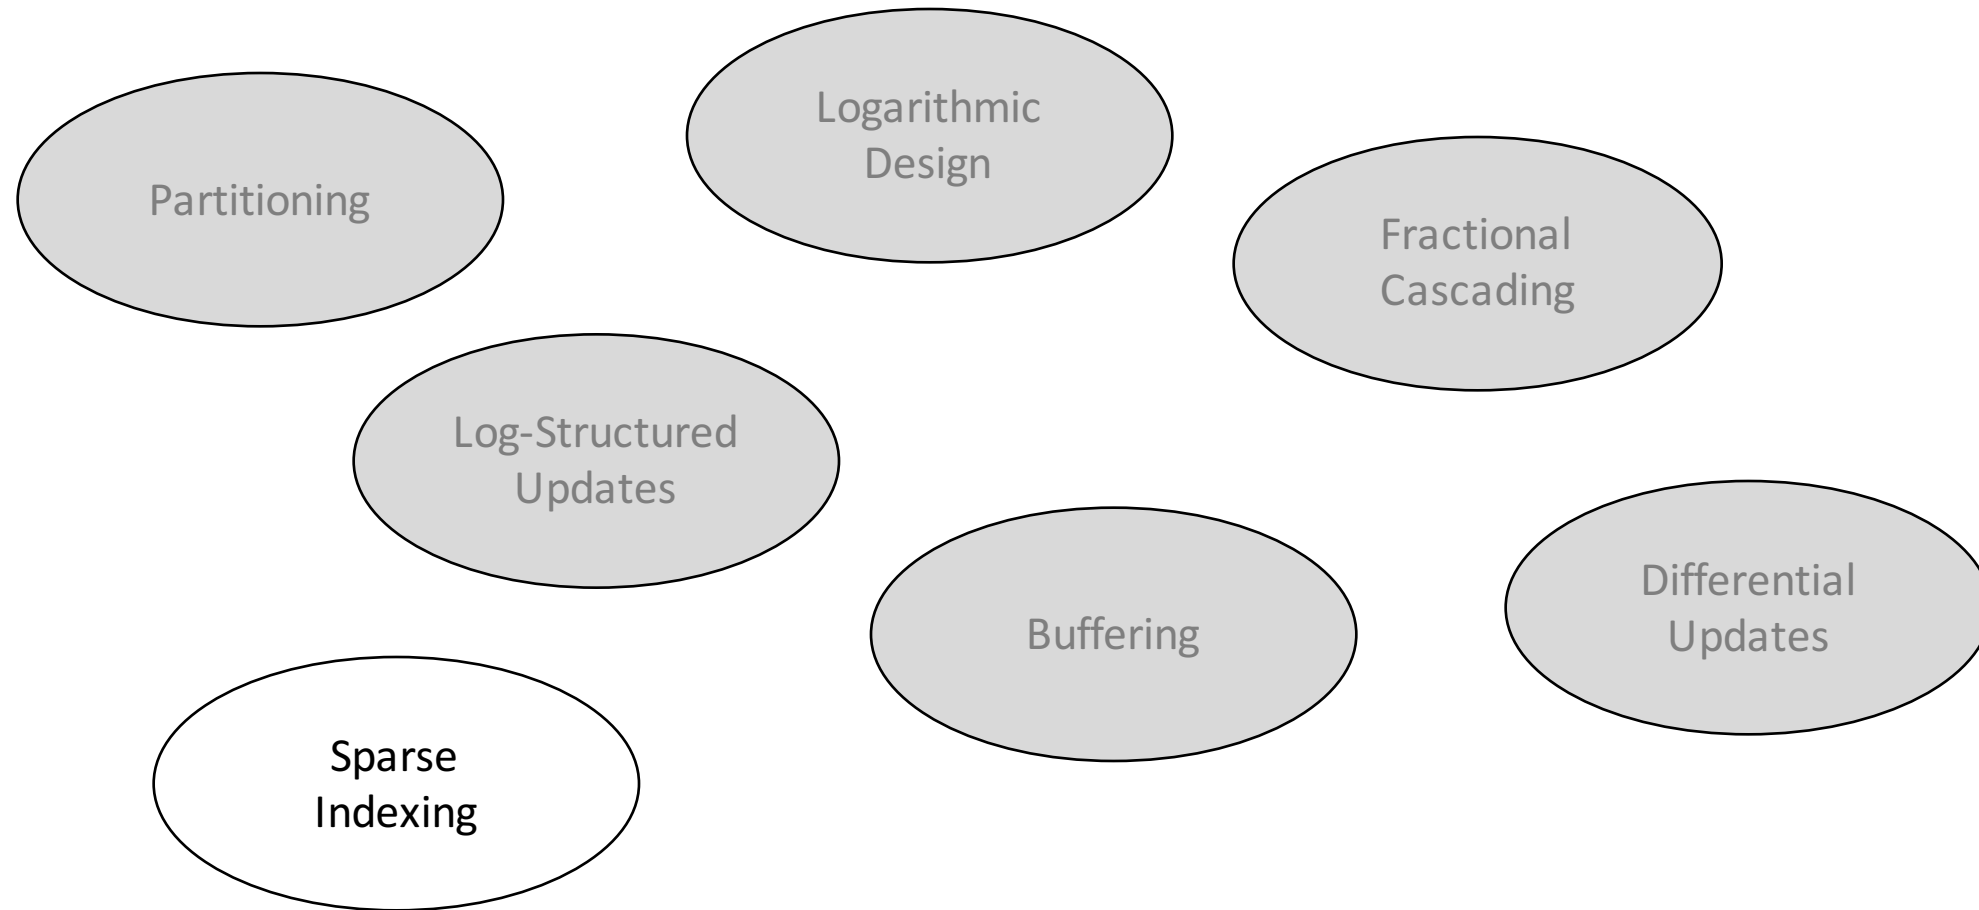 Logarithmic
Design
Partitioning
Fractional
Cascading
Log-Structured
Updates
Buffering
Differential
Updates
Sparse
Indexing